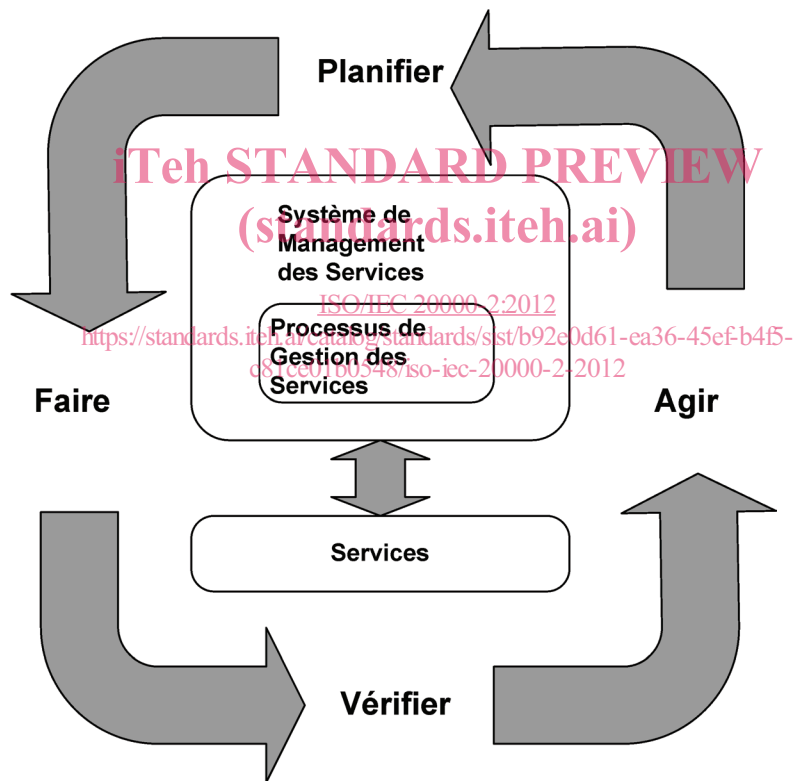 Planifier
iTeh STANDARD PREVIEW
(standards.iteh.ai)
Système de
Management
des Services
ISO/IEC 20000-2:2012
https://standards.iteh.ai/catalog/standards/sist/b92e0d61-ea36-45ef-b4f5-
c81ce01b0548/iso-iec-20000-2-2012
Processus de
Gestion des
Services
Faire
Agir
Services
Vérifier